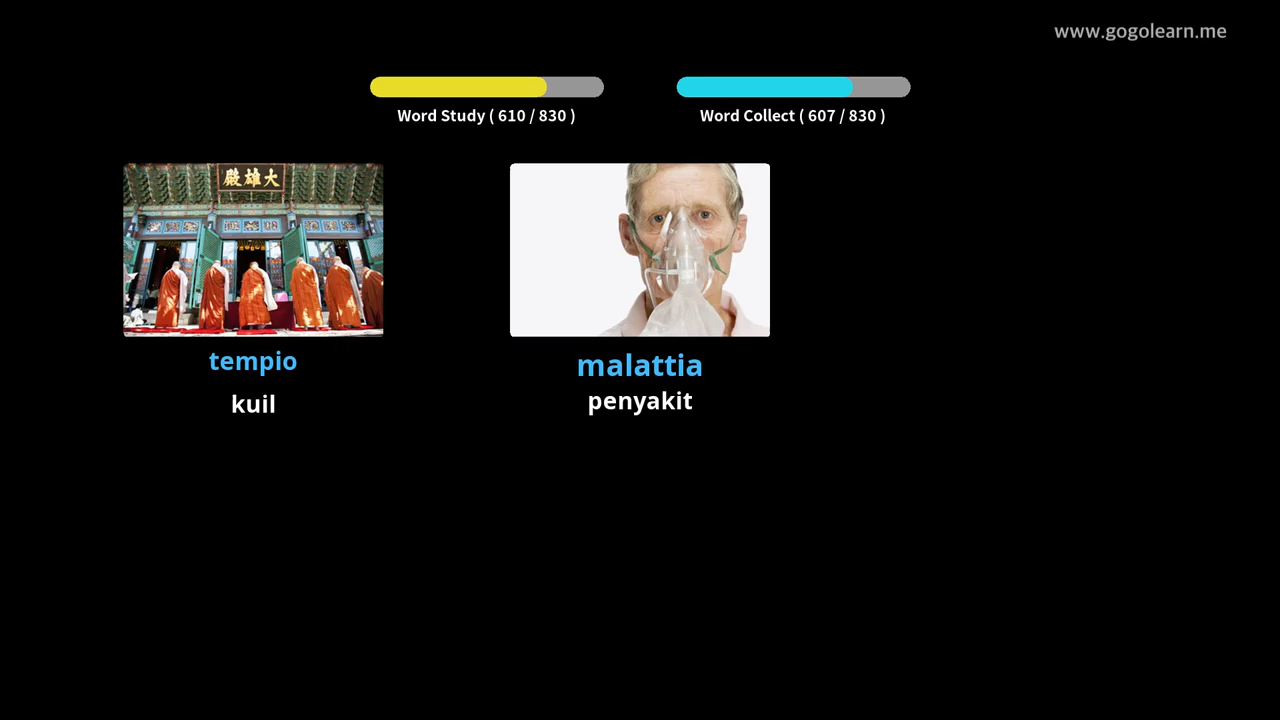 www.gogolearn.me
Word Study ( 610 / 830 )
Word Collect ( 607 / 830 )
殿雄大
tempio
kuil
malattia
penyakit